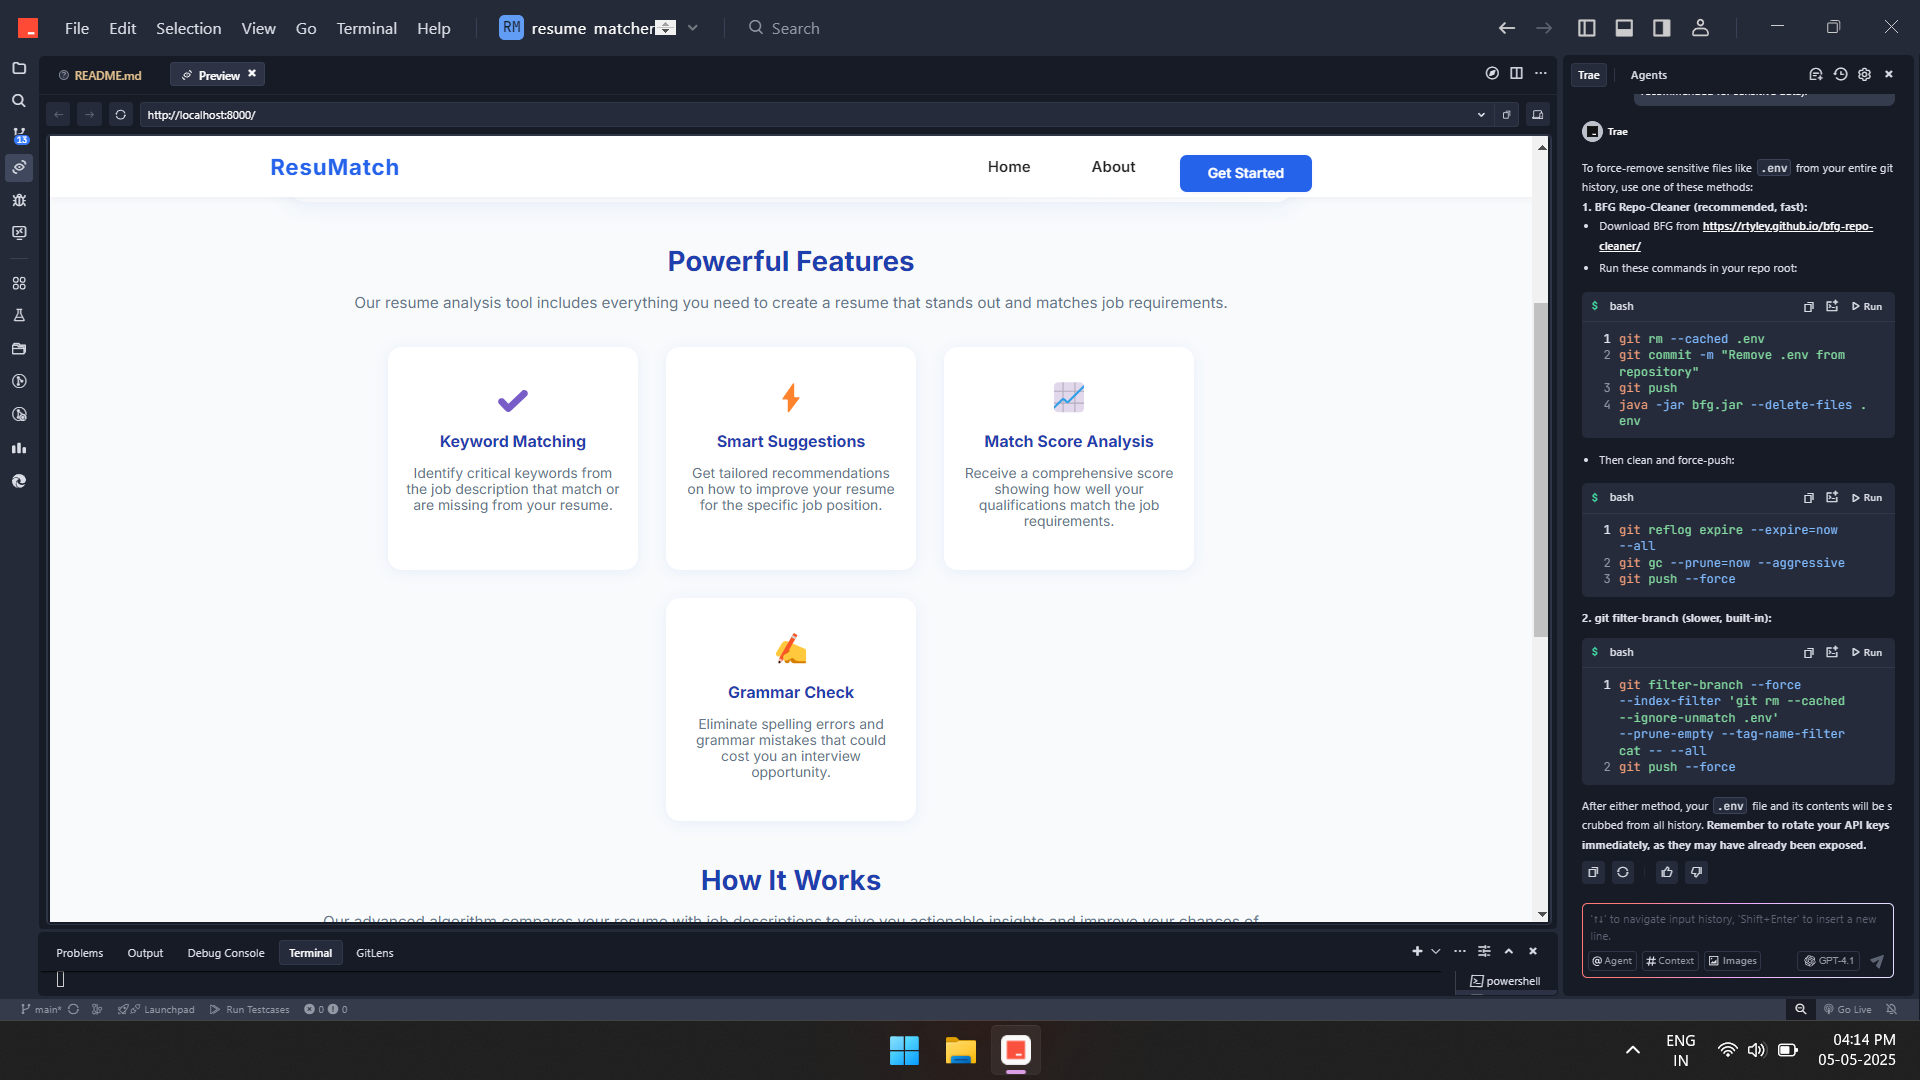 File Edit Selection View Go Terminal Help RM resume matcher Search
README.md Preview
http://localhost:8000/
ResuMatch Home About Get Started
Powerful Features
Our resume analysis tool includes everything you need to create a resume that stands out and matches job requirements.
Keyword Matching
Identify critical keywords from
the job description that match or
are missing from your resume.
Smart Suggestions
Get tailored recommendations
on how to improve your resume
for the specific job position.
Match Score Analysis
Receive a comprehensive score
showing how well your
qualifications match the job
requirements.
Grammar Check
Eliminate spelling errors and
grammar mistakes that could
cost you an interview
opportunity.
How It Works
Our advanced algorithm compares your resume with job descriptions to give you actionable insights and improve your chances of
Problems Output Debug Console Terminal GitLens
powershell
Trae Agents
Trae
To force-remove sensitive files like .env from your entire git
history, use one of these methods:
1. BFG Repo-Cleaner (recommended, fast):
• Download BFG from https://rtyley.github.io/bfg-repo-
cleaner/
• Run these commands in your repo root:
$ bash Run
1 git rm --cached .env
2 git commit -m "Remove .env from
repository"
3 git push
4 java -jar bfg.jar --delete-files .
env
• Then clean and force-push:
$ bash Run
1 git reflog expire --expire=now
--all
2 git gc --prune=now --aggressive
3 git push --force
2. git filter-branch (slower, built-in):
$ bash Run
1 git filter-branch --force
--index-filter 'git rm --cached
--ignore-unmatch .env'
--prune-empty --tag-name-filter
cat -- --all
2 git push --force
After either method, your .env file and its contents will be s
crubbed from all history. Remember to rotate your API keys
immediately, as they may have already been exposed.
'↑↓' to navigate input history, 'Shift+Enter' to insert a new
line.
@ Agent # Context Images GPT-4.1
13
main* Launchpad Run Testcases 0 0 Go Live
ENG
IN
04:14 PM
05-05-2025